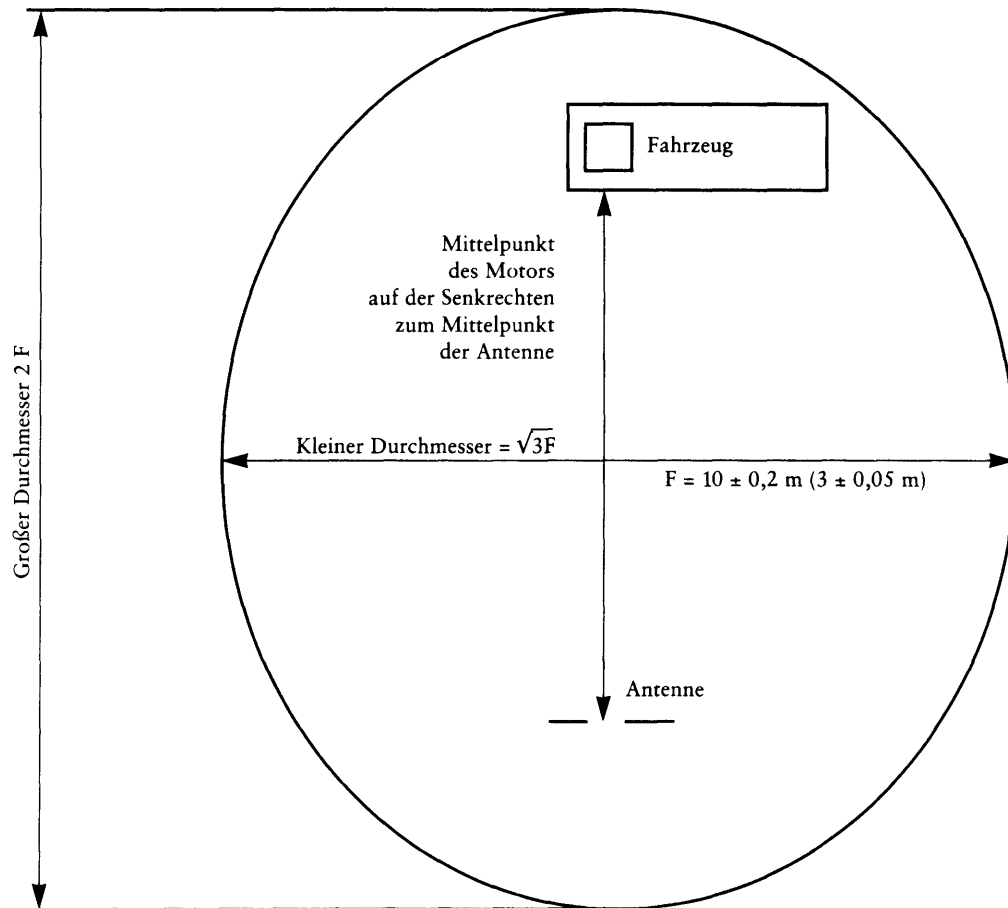 Fahrzeug
Mittelpunkt
des Motors
auf der Senkrechten
zum Mittelpunkt
der Antenne
Großer Durchmesser 2 F
Kleiner Durchmesser = √3F
F = 10 ± 0,2 m (3 ± 0,05 m)
Antenne